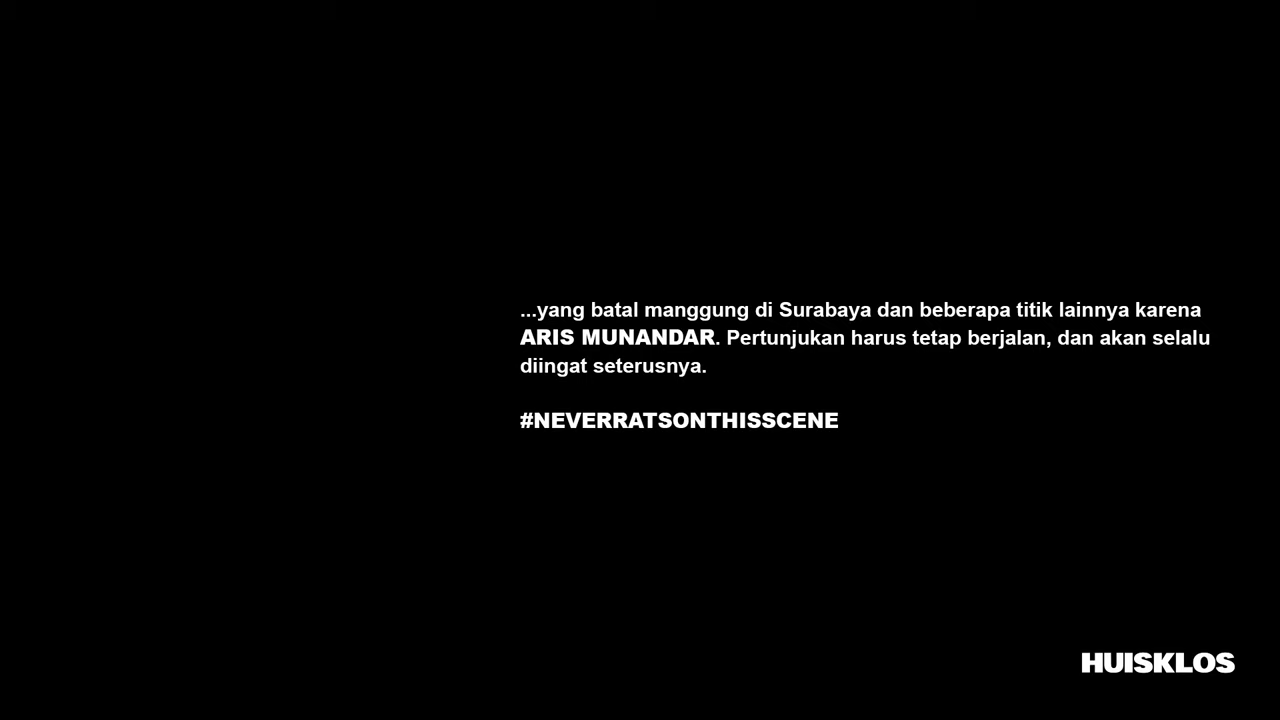 ...yang batal manggung di Surabaya dan beberapa titik lainnya karena
ARIS MUNANDAR. Pertunjukan harus tetap berjalan, dan akan selalu
diingat seterusnya.
#NEVERRATSONTHISSCENE
HUISKLOS